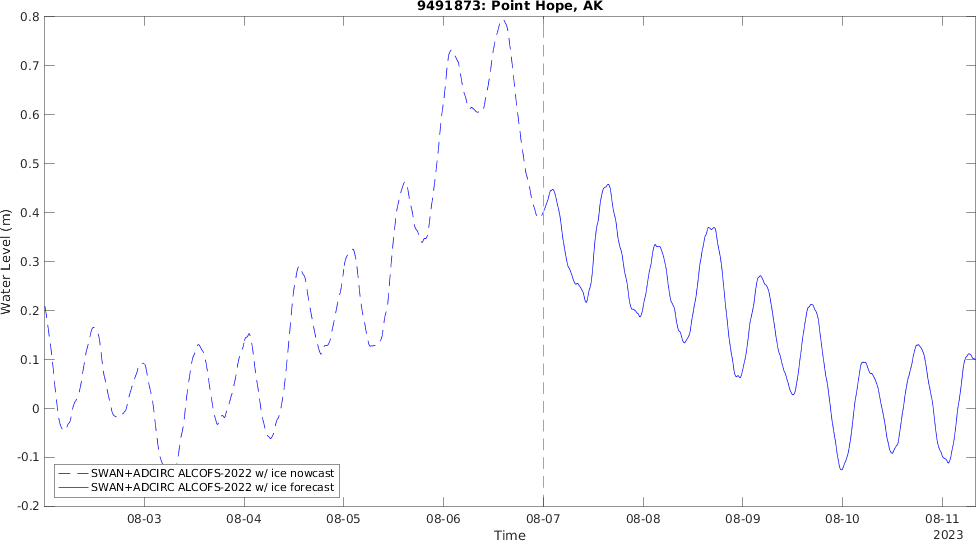 9491873: Point Hope, AK
0.8
0.7
0.6
0.5
0.4
0.3
0.2
0.1
0
-0.1
-0.2
Water Level (m)
SWAN+ADCIRC ALCOFS-2022 w/ ice nowcast
SWAN+ADCIRC ALCOFS-2022 w/ ice forecast
08-03 08-04 08-05 08-06 08-07 08-08 08-09 08-10 08-11
Time
2023